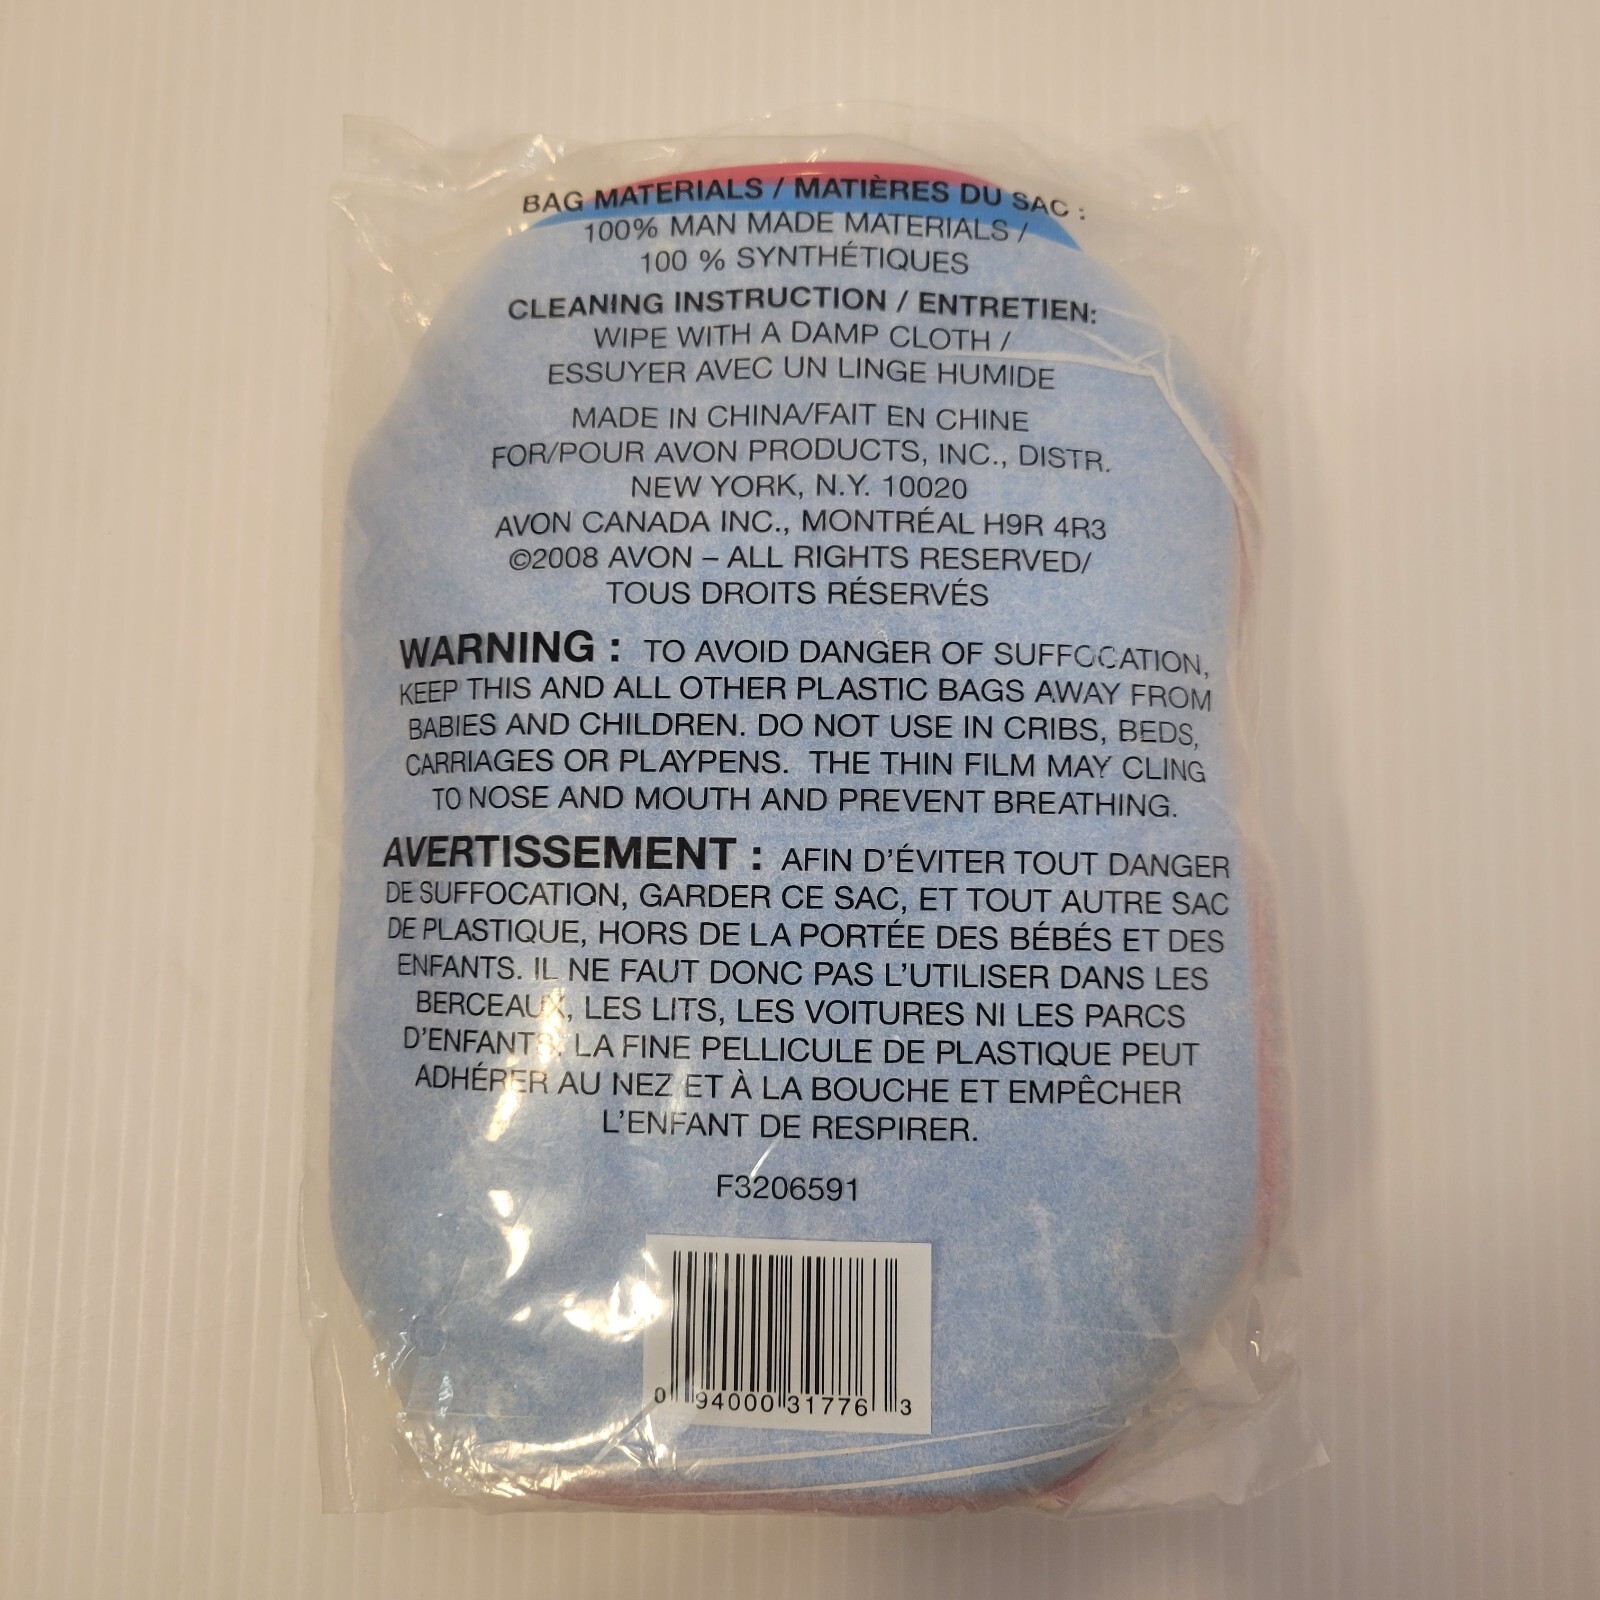 BAG MATERIALS / MATIÈRES DU SAC :
100% MAN MADE MATERIALS /
100 % SYNTHÉTIQUES
CLEANING INSTRUCTION / ENTRETIEN:
WIPE WITH A DAMP CLOTH /
ESSUYER AVEC UN LINGE HUMIDE
MADE IN CHINA/FAIT EN CHINE
FOR/POUR AVON PRODUCTS, INC., DISTR.
NEW YORK, N.Y. 10020
AVON CANADA INC., MONTRÉAL H9R 4R3
©2008 AVON – ALL RIGHTS RESERVED/
TOUS DROITS RÉSERVÉS
WARNING : TO AVOID DANGER OF SUFFOCATION,
KEEP THIS AND ALL OTHER PLASTIC BAGS AWAY FROM
BABIES AND CHILDREN. DO NOT USE IN CRIBS, BEDS,
CARRIAGES OR PLAYPENS. THE THIN FILM MAY CLING
TO NOSE AND MOUTH AND PREVENT BREATHING.
AVERTISSEMENT : AFIN D'ÉVITER TOUT DANGER
DE SUFFOCATION, GARDER CE SAC, ET TOUT AUTRE SAC
DE PLASTIQUE, HORS DE LA PORTÉE DES BÉBÉS ET DES
ENFANTS. IL NE FAUT DONC PAS L'UTILISER DANS LES
BERCEAUX, LES LITS, LES VOITURES NI LES PARCS
D'ENFANTS. LA FINE PELLICULE DE PLASTIQUE PEUT
ADHÉRER AU NEZ ET À LA BOUCHE ET EMPÊCHER
L'ENFANT DE RESPIRER.
F3206591
0 94000 31776 3